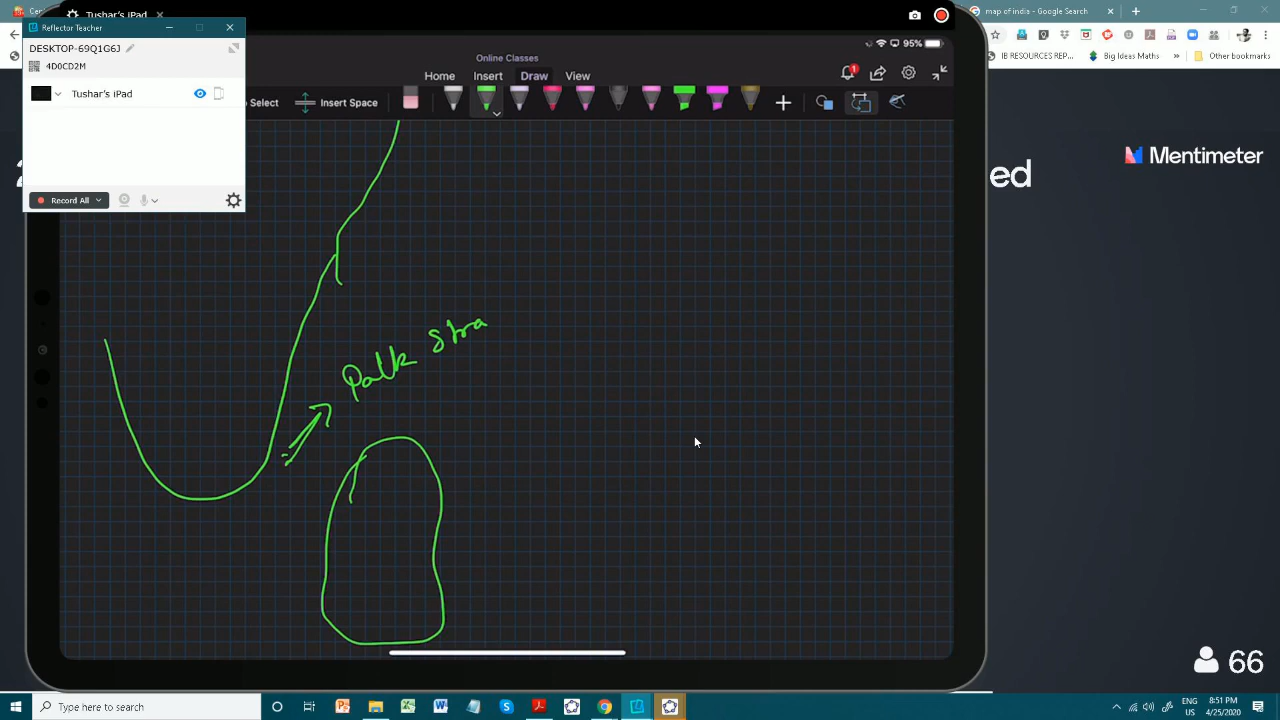 Tushar's iPad
map of india - Google Search
Reflector Teacher
DESKTOP-69Q1G6J
4D0CD2M
Tushar's iPad
Record All
95%
Online Classes
Home Insert Draw View
Select Insert Space
IB RESOURCES REP... Big Ideas Maths Other bookmarks
ed
Mentimeter
Palk Stra
66
Type here to search
ENG
US
8:51 PM
4/25/2020